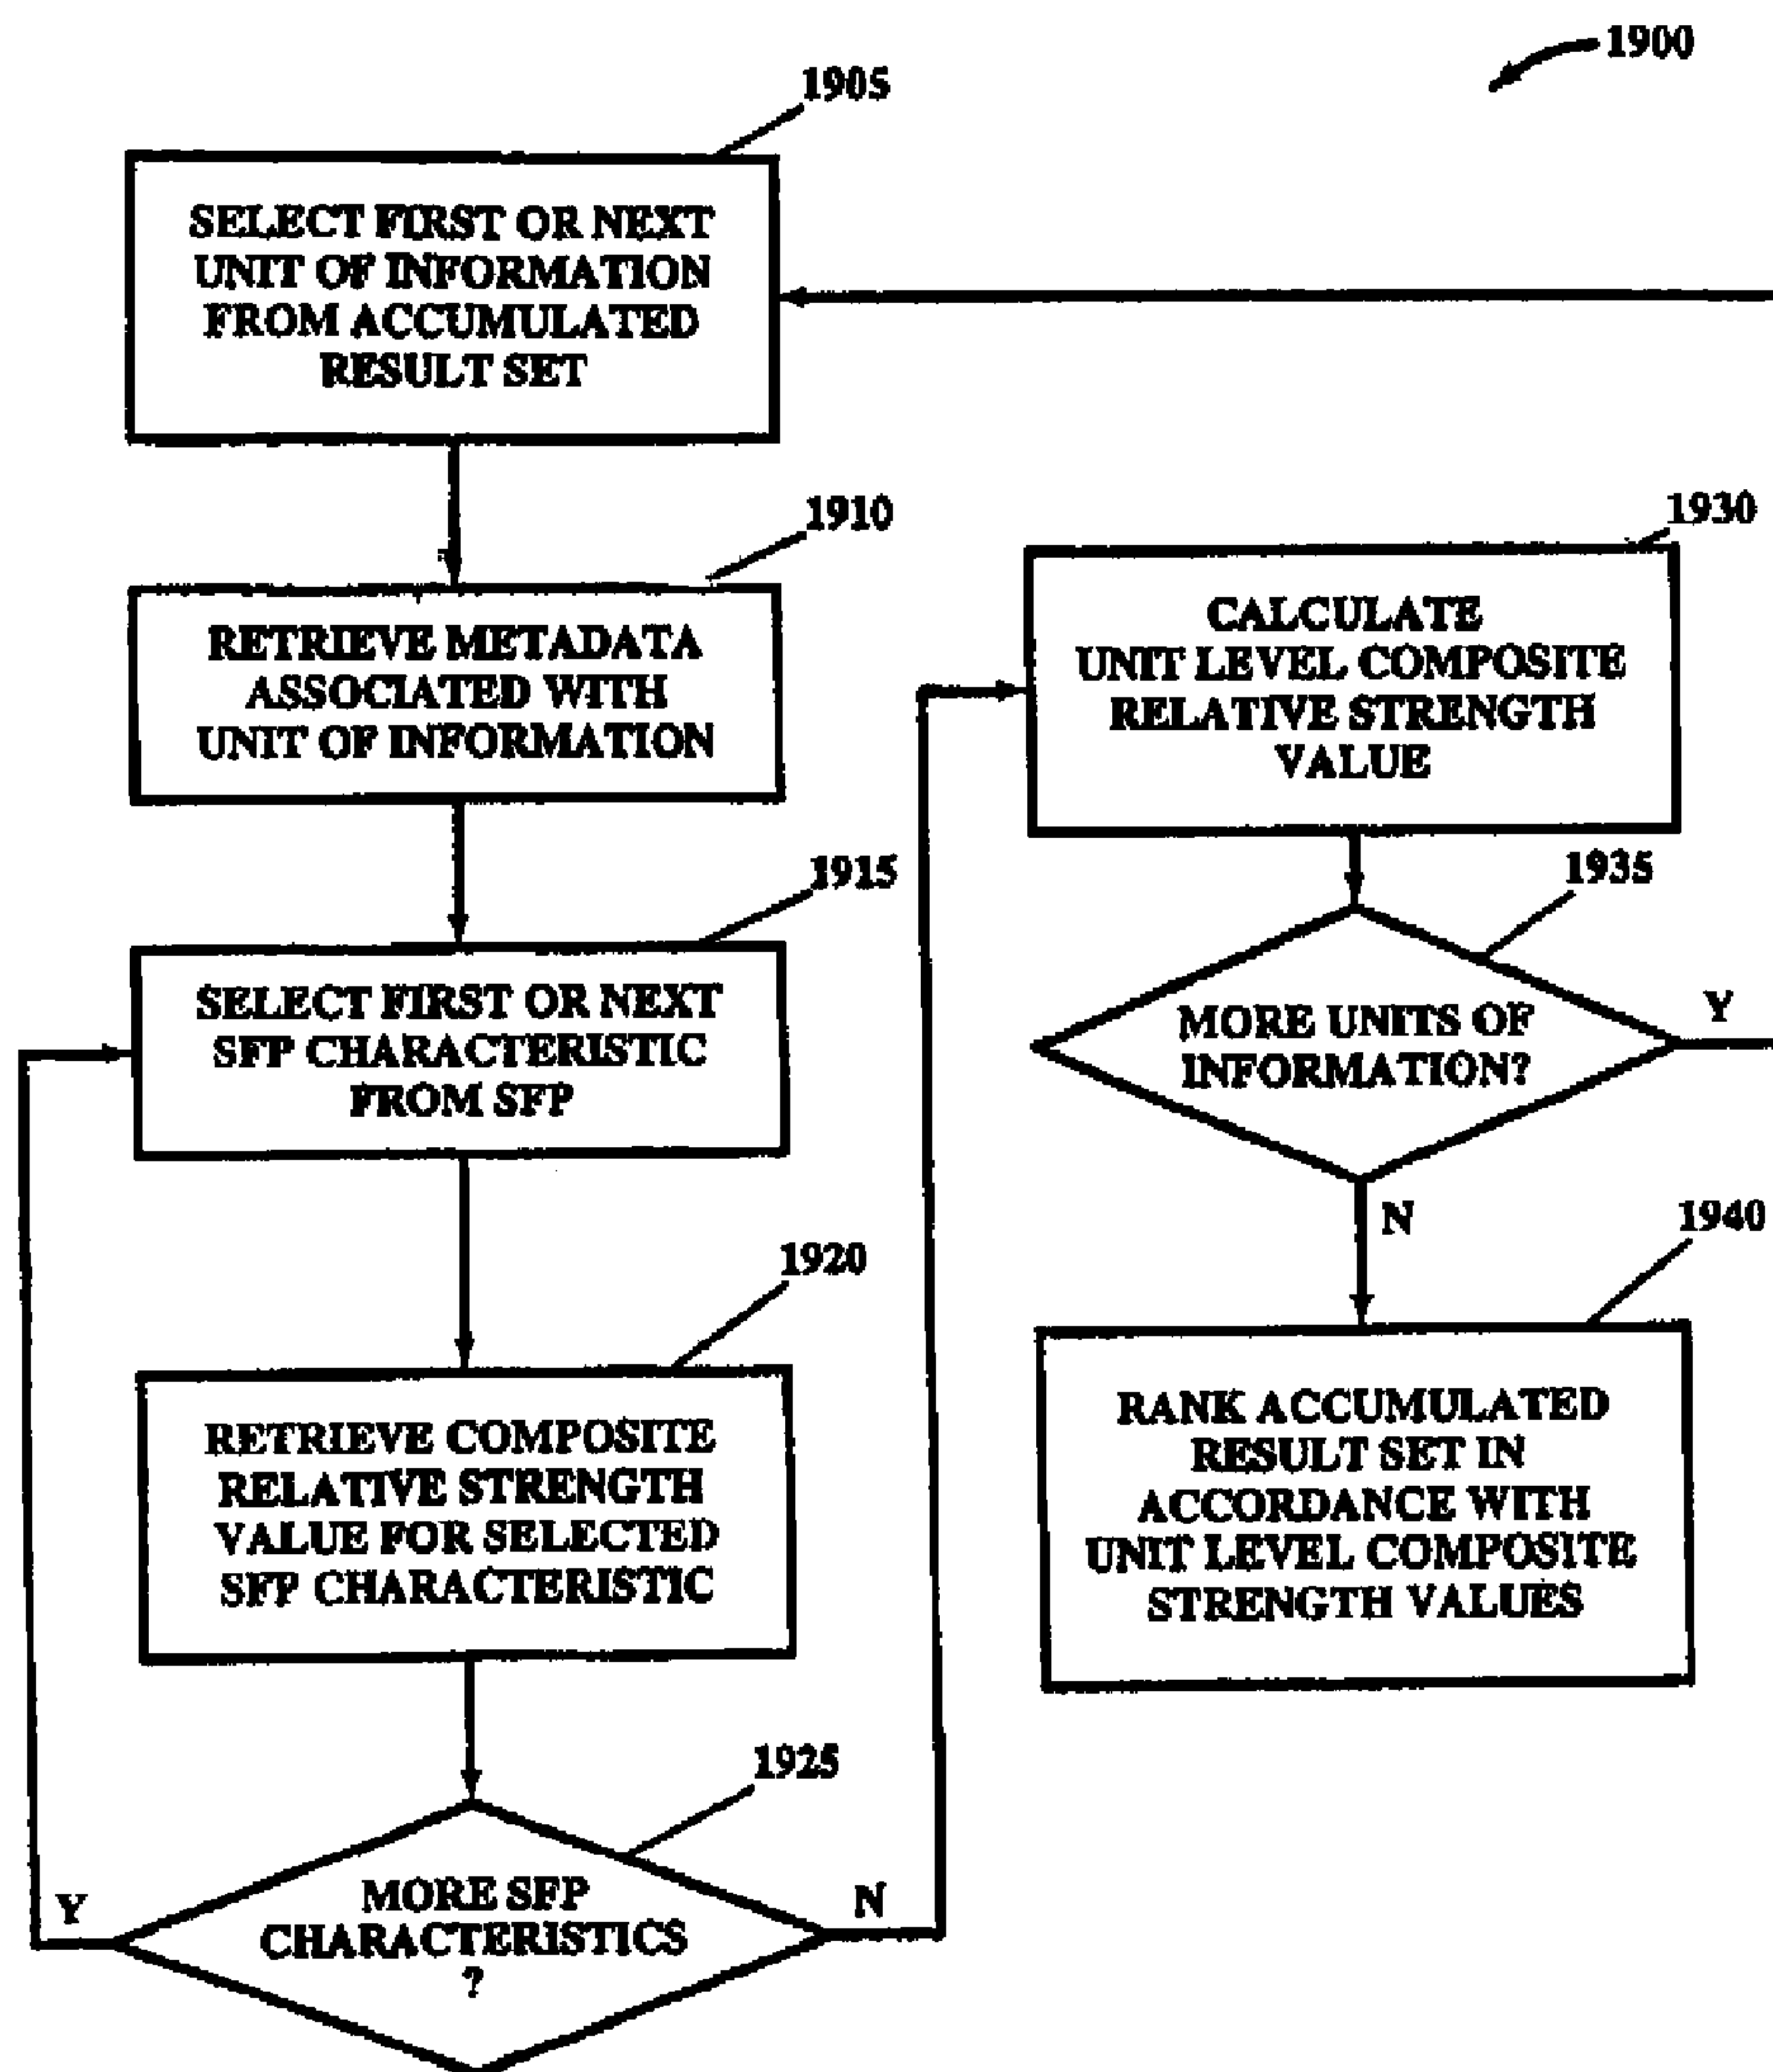 1900
1905
SELECT FIRST OR NEXT
UNIT OF INFORMATION
FROM ACCUMULATED
RESULT SET
1910
RETRIEVE METADATA
ASSOCIATED WITH
UNIT OF INFORMATION
1915
SELECT FIRST OR NEXT
SFP CHARACTERISTIC
FROM SFP
1920
RETRIEVE COMPOSITE
RELATIVE STRENGTH
VALUE FOR SELECTED
SFP CHARACTERISTIC
1925
MORE SFP
CHARACTERISTICS
?
Y
N
1930
CALCULATE
UNIT LEVEL COMPOSITE
RELATIVE STRENGTH
VALUE
1935
MORE UNITS OF
INFORMATION?
Y
N
1940
RANK ACCUMULATED
RESULT SET IN
ACCORDANCE WITH
UNIT LEVEL COMPOSITE
STRENGTH VALUES